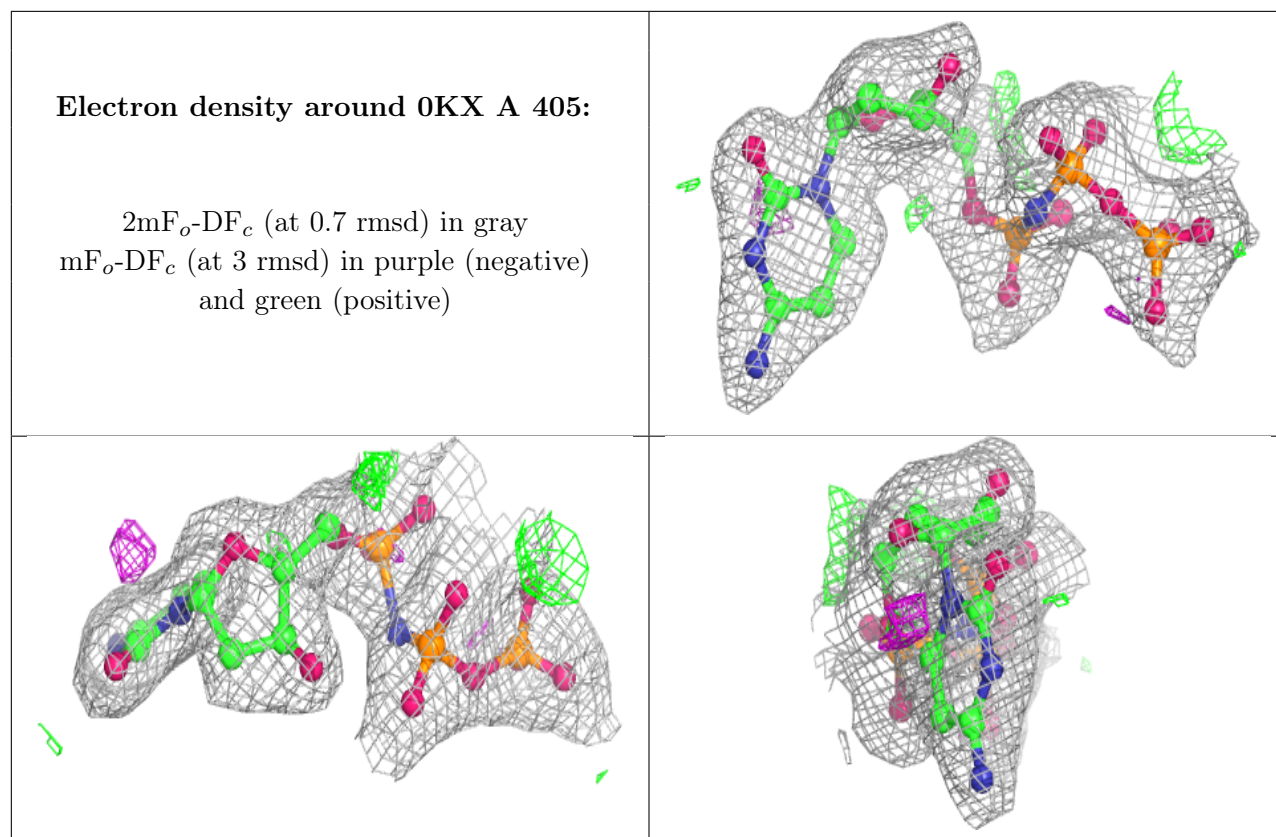 Electron density around 0KX A 405:
2mFo-DFc (at 0.7 rmsd) in gray
mFo-DFc (at 3 rmsd) in purple (negative)
and green (positive)